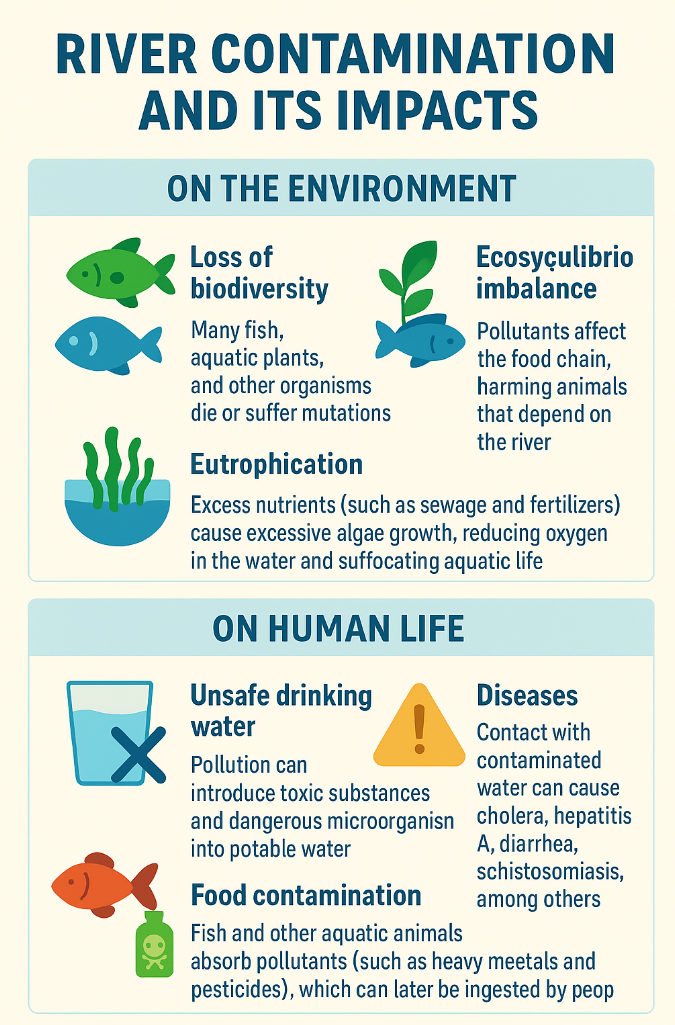 RIVER CONTAMINATION
AND ITS IMPACTS
ON THE ENVIRONMENT
Loss of
biodiversity
Many fish,
aquatic plants,
and other organisms
die or suffer mutations
Ecosyçulibrio
imbalance
Pollutants affect
the food chain,
harming animals
that depend on
the river
Eutrophication
Excess nutrients (such as sewage and fertilizers)
cause excessive algae growth, reducing oxygen
in the water and suffocating aquatic life
ON HUMAN LIFE
Unsafe drinking
water
Pollution can
introduce toxic substances
and dangerous microorganisn
into potable water
Diseases
Contact with
contaminated
water can cause
cholera, hepatitis
A, diarrhea,
schistosomiasis,
among others
Food contamination
Fish and other aquatic animals
absorb pollutants (such as heavy meetals and
pesticides), which can later be ingested by peop